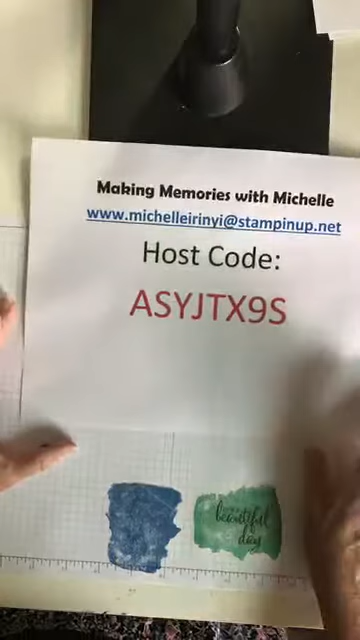 Making Memories with Michelle
www.michelleirinyi@stampinup.net
Host Code:
ASYJTX9S
beautiful
day